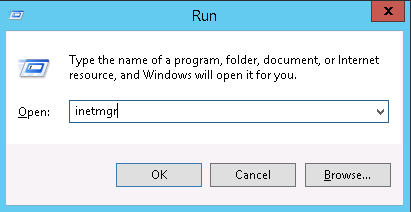 Run
Type the name of a program, folder, document, or Internet
resource, and Windows will open it for you.
Open: inetmgr
OK Cancel Browse...